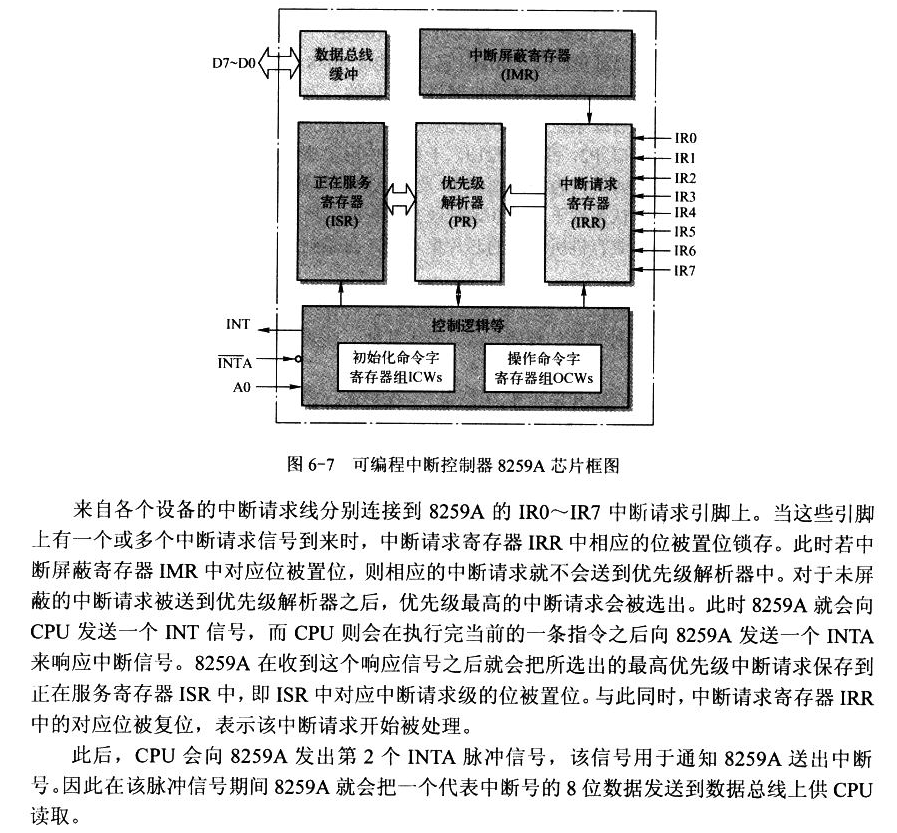 D7~D0
数据总线
缓冲
中断屏蔽寄存器
(IMR)
正在服务
寄存器
(ISR)
优先级
解析器
(PR)
中断请求
寄存器
(IRR)
IR0
IR1
IR2
IR3
IR4
IR5
IR6
IR7
INT
INTA
A0
控制逻辑等
初始化命令字
寄存器组ICWs
操作命令字
寄存器组OCWs
图 6-7 可编程中断控制器 8259A 芯片框图
来自各个设备的中断请求线分别连接到 8259A 的 IR0～IR7 中断请求引脚上。当这些引脚
上有一个或多个中断请求信号到来时，中断请求寄存器 IRR 中相应的位被置位锁存。此时若中
断屏蔽寄存器 IMR 中对应位被置位，则相应的中断请求就不会送到优先级解析器中。对于未屏
蔽的中断请求被送到优先级解析器之后，优先级最高的中断请求会被选出。此时 8259A 就会向
CPU 发送一个 INT 信号，而 CPU 则会在执行完当前的一条指令之后向 8259A 发送一个 INTA
来响应中断信号。8259A 在收到这个响应信号之后就会把所选出的最高优先级中断请求保存到
正在服务寄存器 ISR 中，即 ISR 中对应中断请求级的位被置位。与此同时，中断请求寄存器 IRR
中的对应位被复位，表示该中断请求开始被处理。
此后，CPU 会向 8259A 发出第 2 个 INTA 脉冲信号，该信号用于通知 8259A 送出中断
号。因此在该脉冲信号期间 8259A 就会把一个代表中断号的 8 位数据发送到数据总线上供 CPU
读取。